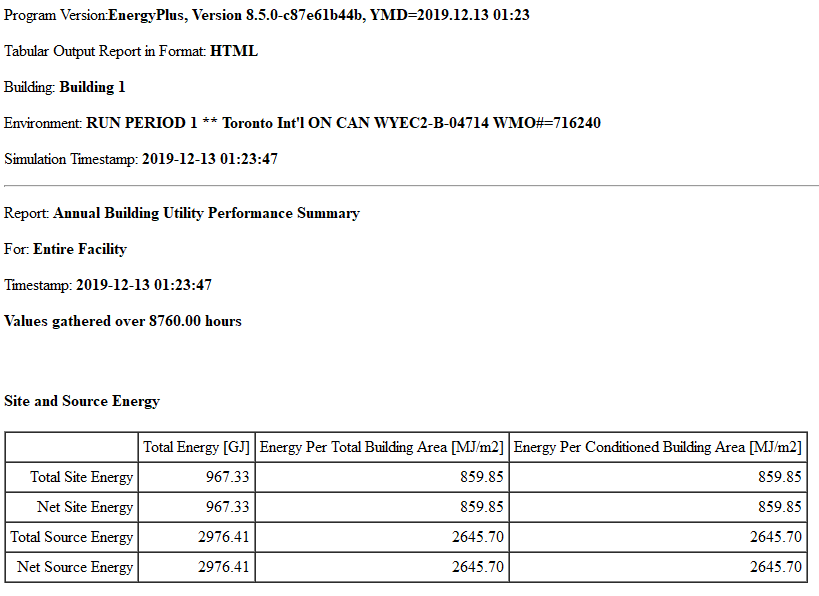 Program Version:EnergyPlus, Version 8.5.0-c87e61b44b, YMD=2019.12.13 01:23
Tabular Output Report in Format: HTML
Building: Building 1
Environment: RUN PERIOD 1 ** Toronto Int'l ON CAN WYEC2-B-04714 WMO#=716240
Simulation Timestamp: 2019-12-13 01:23:47
Report: Annual Building Utility Performance Summary
For: Entire Facility
Timestamp: 2019-12-13 01:23:47
Values gathered over 8760.00 hours
Site and Source Energy
Total Energy [GJ] Energy Per Total Building Area [MJ/m2] Energy Per Conditioned Building Area [MJ/m2]
Total Site Energy 967.33 859.85 859.85
Net Site Energy 967.33 859.85 859.85
Total Source Energy 2976.41 2645.70 2645.70
Net Source Energy 2976.41 2645.70 2645.70